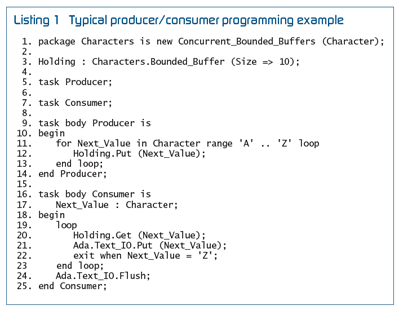 Listing 1 Typical producer/consumer programming example
1. package Characters is new Concurrent_Bounded_Buffers (Character);
2.
3. Holding : Characters.Bounded_Buffer (Size => 10);
4.
5. task Producer;
6.
7. task Consumer;
8.
9. task body Producer is
10. begin
11. for Next_Value in Character range 'A' .. 'Z' loop
12. Holding.Put (Next_Value);
13. end loop;
14. end Producer;
15.
16. task body Consumer is
17. Next_Value : Character;
18. begin
19. loop
20. Holding.Get (Next_Value);
21. Ada.Text_IO.Put (Next_Value);
22. exit when Next_Value = 'Z';
23 end loop;
24. Ada.Text_IO.Flush;
25. end Consumer;